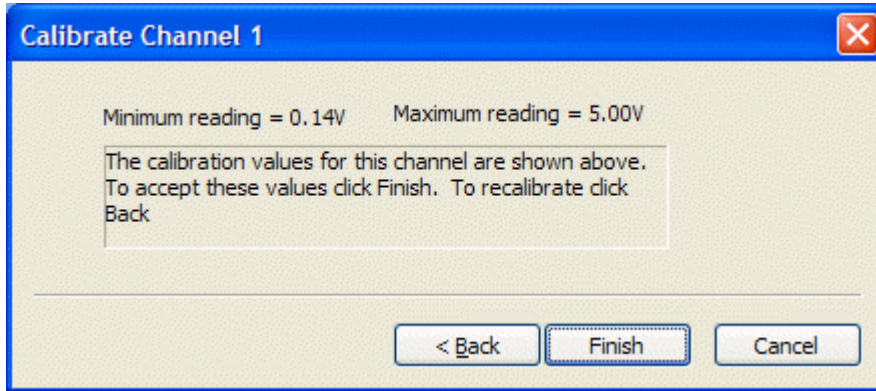 Calibrate Channel 1
Minimum reading = 0.14V Maximum reading = 5.00V
The calibration values for this channel are shown above.
To accept these values click Finish.  To recalibrate click
Back
< Back Finish Cancel